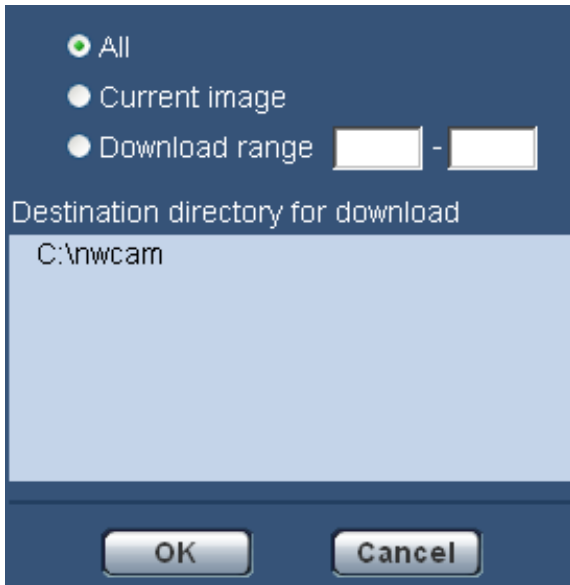 All
Current image
Download range -
Destination directory for download
C:\nwcam
OK Cancel